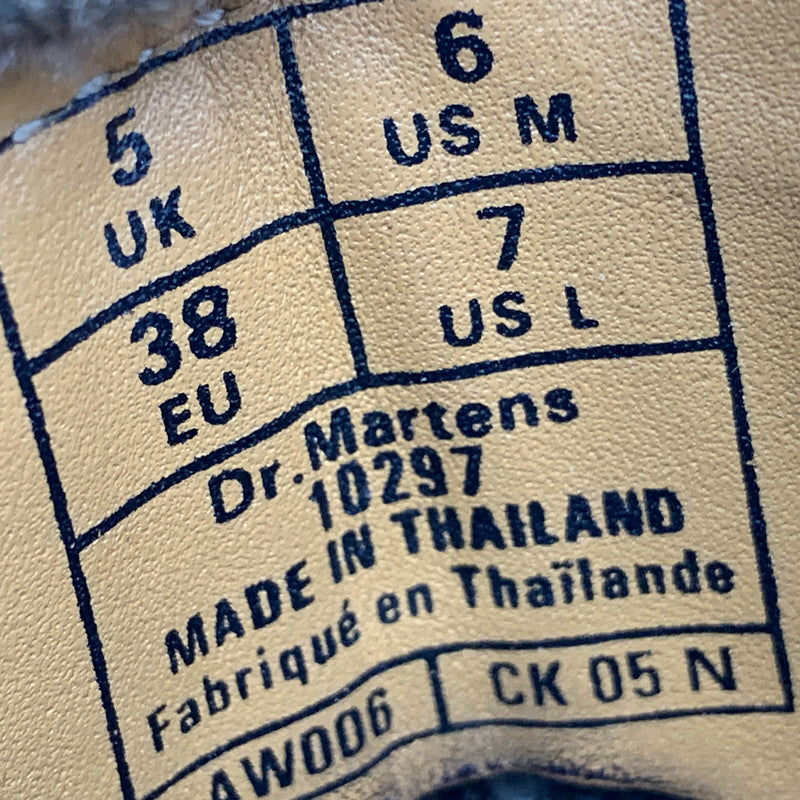 5
UK
6
US M
38
EU
7
US L
Dr. Martens
10297
MADE IN THAILAND
Fabriqué en Thaïlande
AW006
CK 05 N